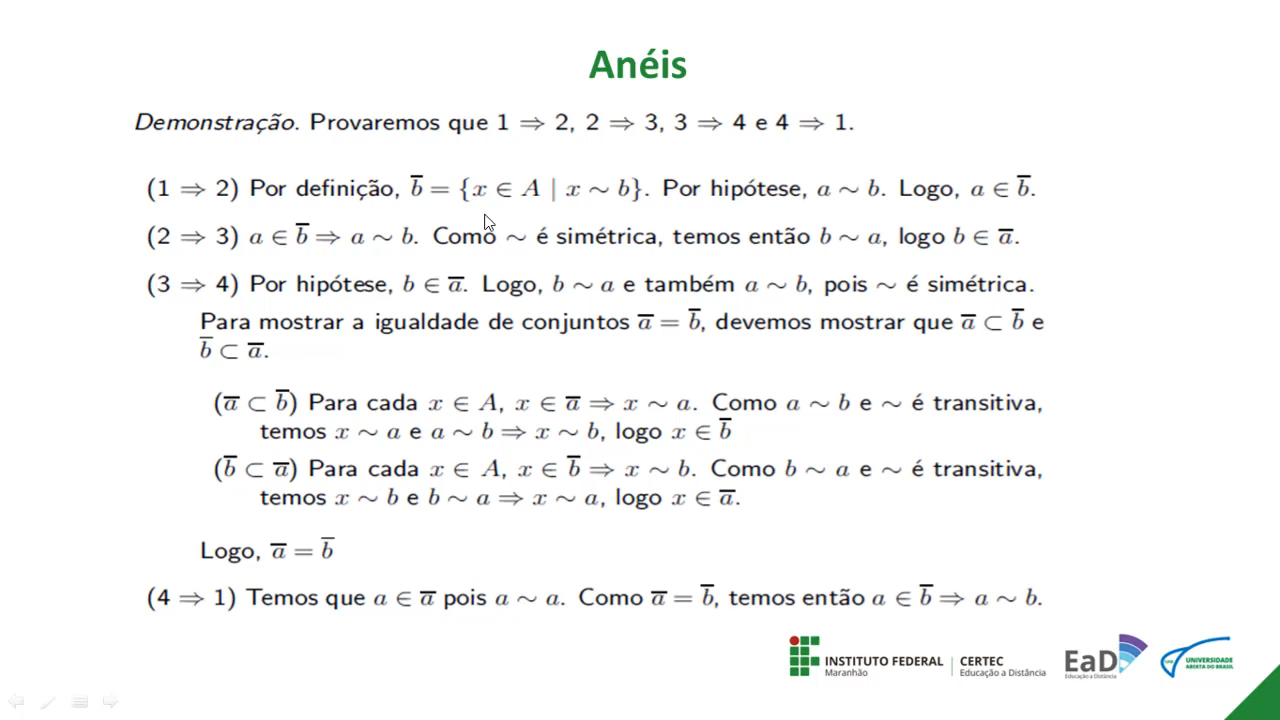 Anéis
Demonstração. Provaremos que 1 ⇒ 2, 2 ⇒ 3, 3 ⇒ 4 e 4 ⇒ 1.
(1 ⇒ 2) Por definição, b̅ = {x ∈ A | x ∼ b}. Por hipótese, a ∼ b. Logo, a ∈ b̅.
(2 ⇒ 3) a ∈ b̅ ⇒ a ∼ b. Como ∼ é simétrica, temos então b ∼ a, logo b ∈ a̅.
(3 ⇒ 4) Por hipótese, b ∈ a̅. Logo, b ∼ a e também a ∼ b, pois ∼ é simétrica.
Para mostrar a igualdade de conjuntos a̅ = b̅, devemos mostrar que a̅ ⊂ b̅ e
b̅ ⊂ a̅.
(a̅ ⊂ b̅) Para cada x ∈ A, x ∈ a̅ ⇒ x ∼ a. Como a ∼ b e ∼ é transitiva,
temos x ∼ a e a ∼ b ⇒ x ∼ b, logo x ∈ b̅
(b̅ ⊂ a̅) Para cada x ∈ A, x ∈ b̅ ⇒ x ∼ b. Como b ∼ a e ∼ é transitiva,
temos x ∼ b e b ∼ a ⇒ x ∼ a, logo x ∈ a̅.
Logo, a̅ = b̅
(4 ⇒ 1) Temos que a ∈ a̅ pois a ∼ a. Como a̅ = b̅, temos então a ∈ b̅ ⇒ a ∼ b.
INSTITUTO FEDERAL
Maranhão
CERTEC
Educação a Distância
EaD
Educação a Distância
UNIVERSIDADE
ABERTA DO BRASIL